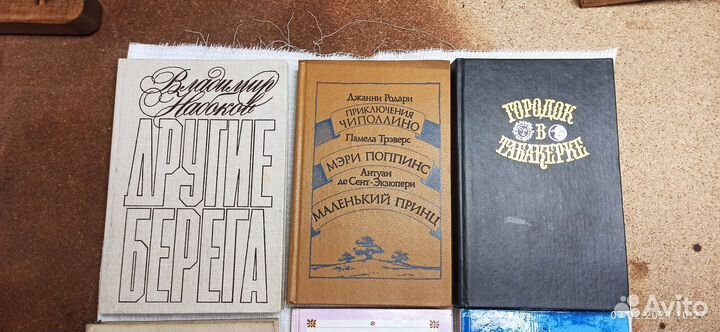 Владимир
Набоков
ДРУГИЕ
БЕРЕГА
Джанни Родари
ПРИКЛЮЧЕНИЯ
ЧИПОЛЛИНО
Памела Трэверс
МЭРИ ПОППИНС
Антуан
де Сент-Экзюпери
МАЛЕНЬКИЙ ПРИНЦ
ГОРОДОК
В
ТАБАКЕРКЕ
Avito